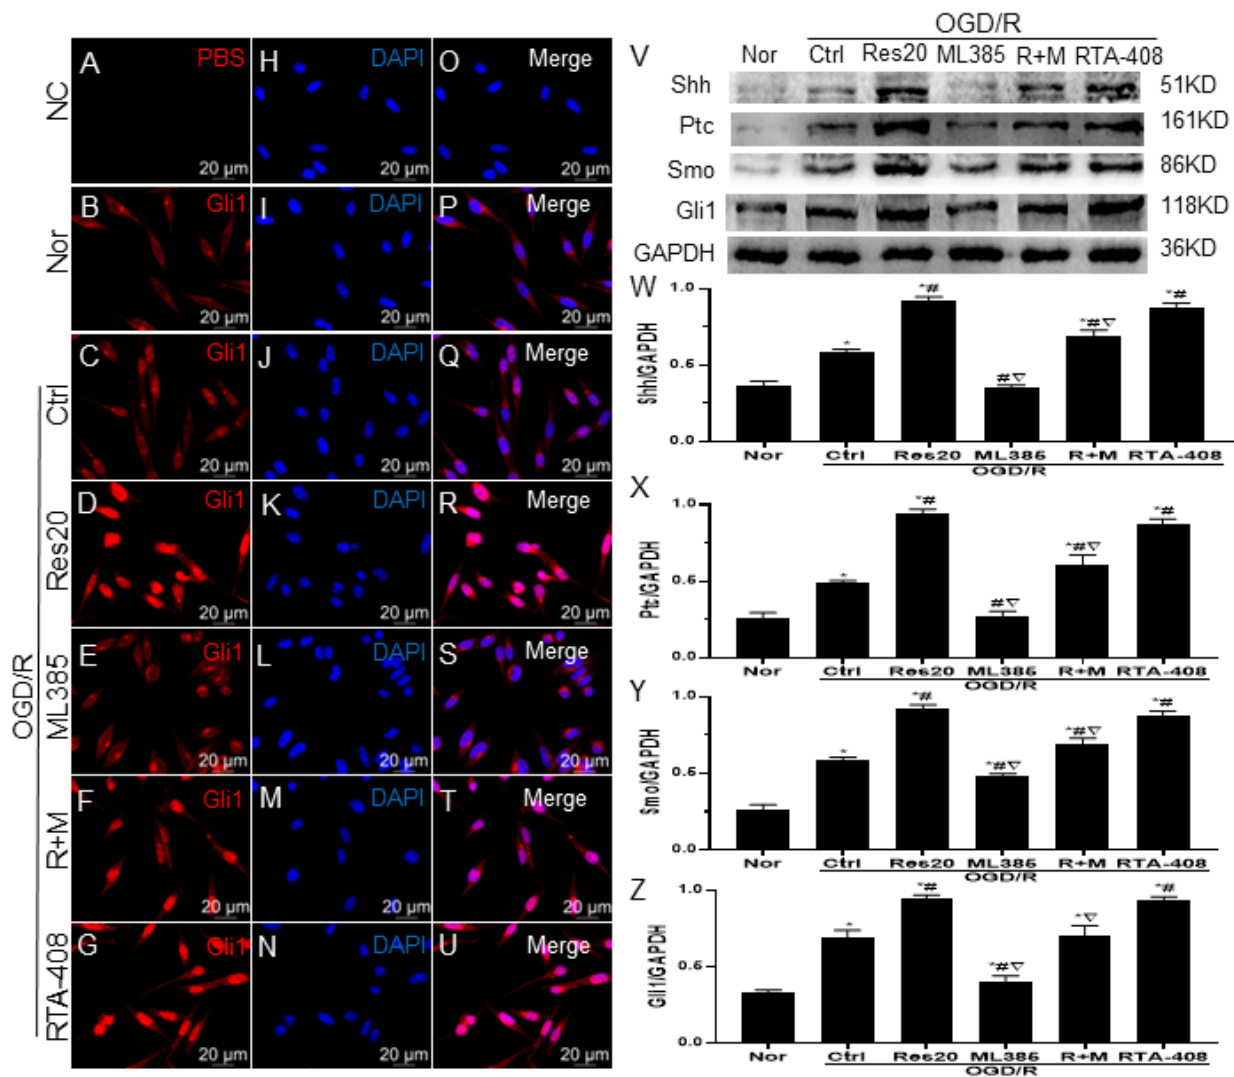 A PBS H DAPI O Merge
NC
20 µm 20 µm 20 µm
B Gli1 I DAPI P Merge
Nor
20 µm 20 µm 20 µm
C Gli1 J DAPI Q Merge
Ctrl
20 µm 20 µm 20 µm
D Gli1 K DAPI R Merge
Res20
20 µm 20 µm 20 µm
E Gli1 L DAPI S Merge
ML385
20 µm 20 µm 20 µm
F Gli1 M DAPI T Merge
R+M
20 µm 20 µm 20 µm
G Gli1 N DAPI U Merge
RTA-408
20 µm 20 µm 20 µm
OGD/R
OGD/R
V Nor Ctrl Res20 ML385 R+M RTA-408
Shh 51KD
Ptc 161KD
Smo 86KD
Gli1 118KD
GAPDH 36KD
W
Shh/GAPDH
1.0
0.5
0.0
* *# #▽ *#▽ *#
Nor Ctrl Res20 ML385 R+M RTA-408
OGD/R
X
Ptc/GAPDH
1.0
0.5
0.0
* *# #▽ *#▽ *#
Nor Ctrl Res20 ML385 R+M RTA-408
OGD/R
Y
Smo/GAPDH
1.0
0.5
0.0
* *# *#▽ *#▽ *#
Nor Ctrl Res20 ML385 R+M RTA-408
OGD/R
Z
Gli1/GAPDH
1.0
0.5
0.0
* *# *#▽ *▽ *#
Nor Ctrl Res20 ML385 R+M RTA-408
OGD/R